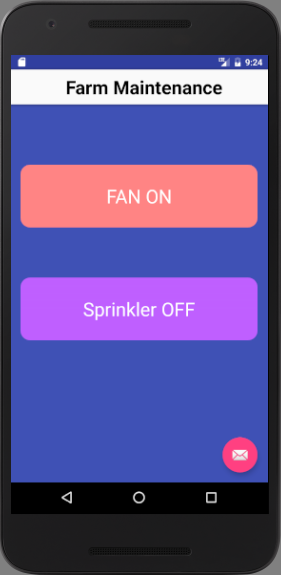 9:24
Farm Maintenance
FAN ON
Sprinkler OFF